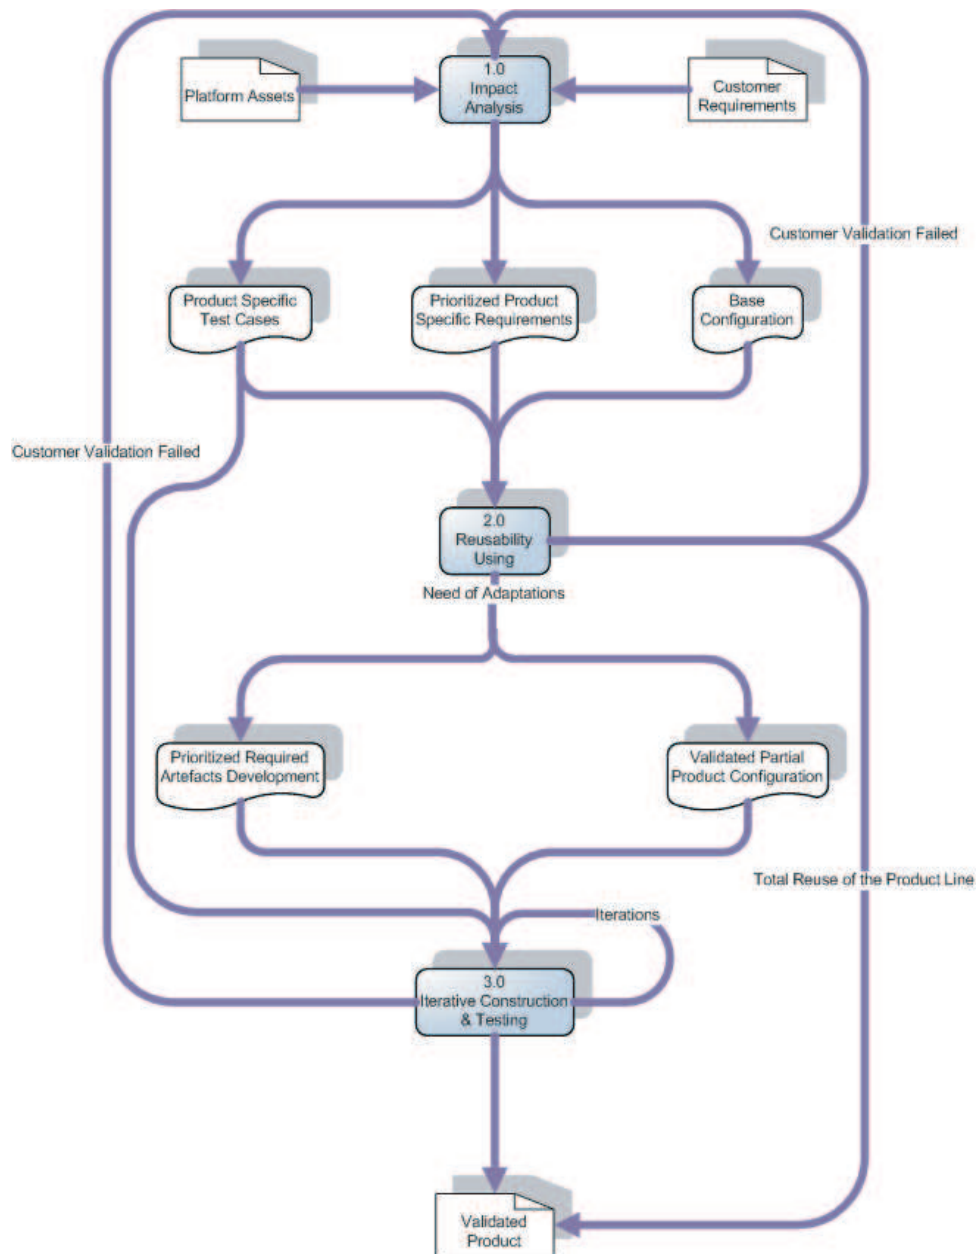 Platform Assets
1.0
Impact
Analysis
Customer
Requirements
Customer Validation Failed
Product Specific
Test Cases
Prioritized Product
Specific Requirements
Base
Configuration
Customer Validation Failed
2.0
Reusability
Using
Need of Adaptations
Prioritized Required
Artefacts Development
Validated Partial
Product Configuration
Total Reuse of the Product Line
Iterations
3.0
Iterative Construction
& Testing
Validated
Product